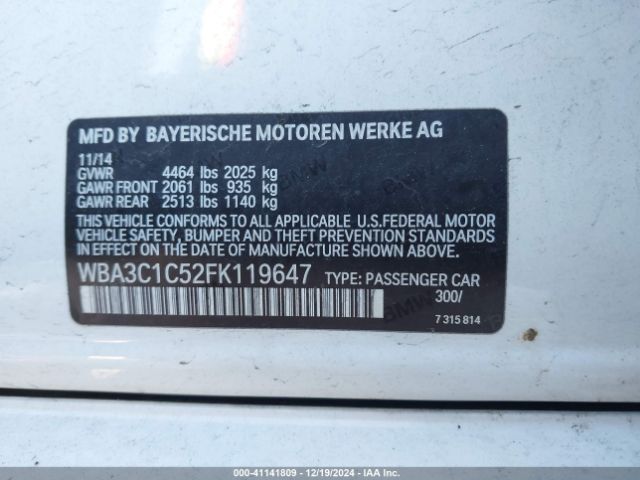 MFD BY BAYERISCHE MOTOREN WERKE AG
11/14
GVWR 4464 lbs 2025 kg
GAWR FRONT 2061 lbs 935 kg
GAWR REAR 2513 lbs 1140 kg
THIS VEHICLE CONFORMS TO ALL APPLICABLE U.S.FEDERAL MOTOR
VEHICLE SAFETY, BUMPER AND THEFT PREVENTION STANDARDS
IN EFFECT ON THE DATE OF MANUFACTURE SHOWN ABOVE.
WBA3C1C52FK119647 TYPE: PASSENGER CAR
300/
7 315 814
000-41141809 - 12/19/2024 - IAAI.com